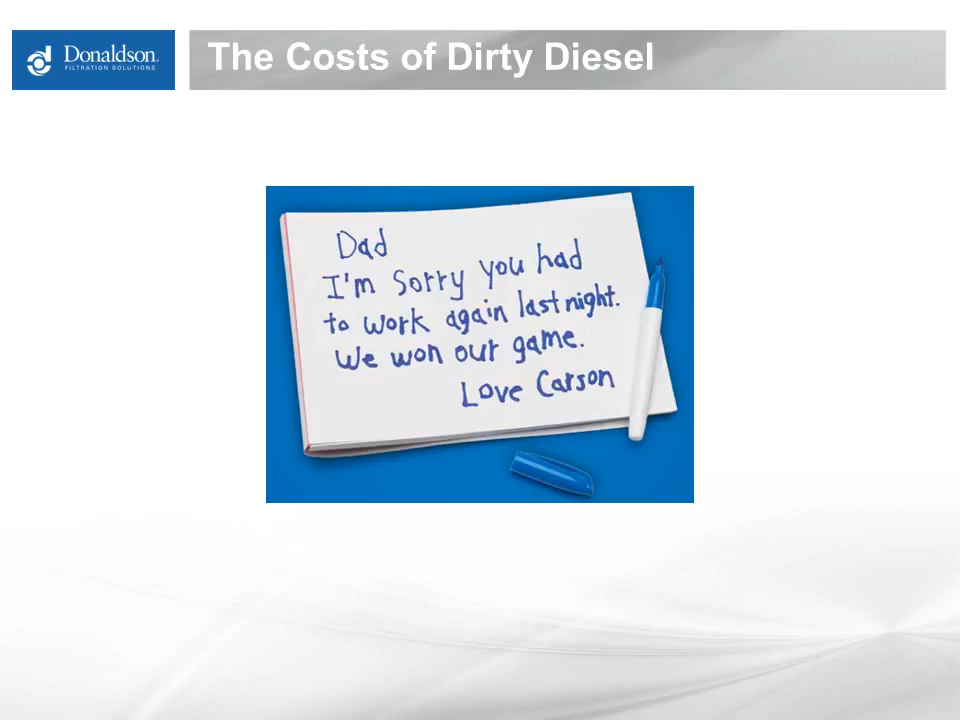 Donaldson.
FILTRATION SOLUTIONS
The Costs of Dirty Diesel
Dad
I'm Sorry you had
to work again last night.
We won our game.
Love Carson